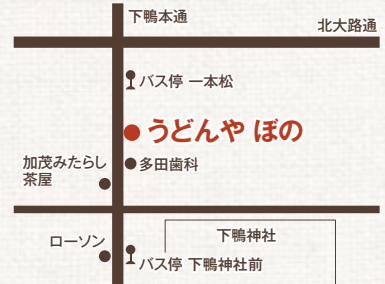 下鴨本通
北大路通
バス停 一本松
うどんや ぼの
加茂みたらし
茶屋
多田歯科
下鴨神社
ローソン
バス停 下鴨神社前